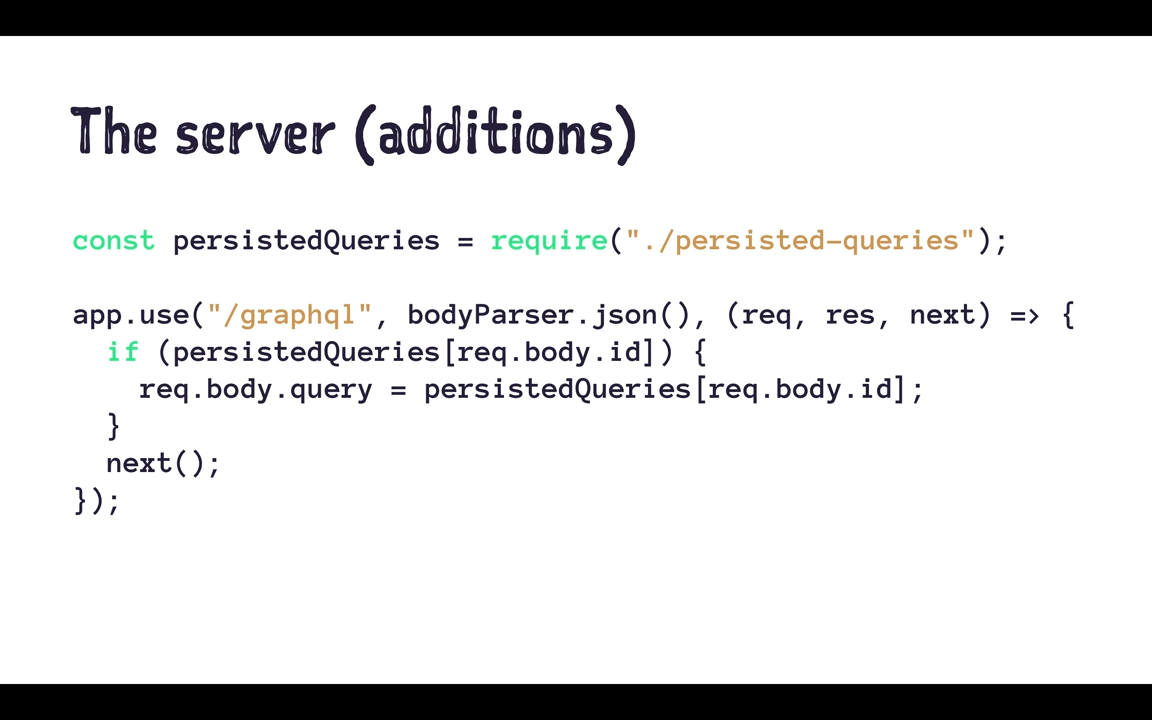 The server (additions)
const persistedQueries = require("./persisted-queries");
app.use("/graphql", bodyParser.json(), (req, res, next) => {
  if (persistedQueries[req.body.id]) {
    req.body.query = persistedQueries[req.body.id];
  }
  next();
});